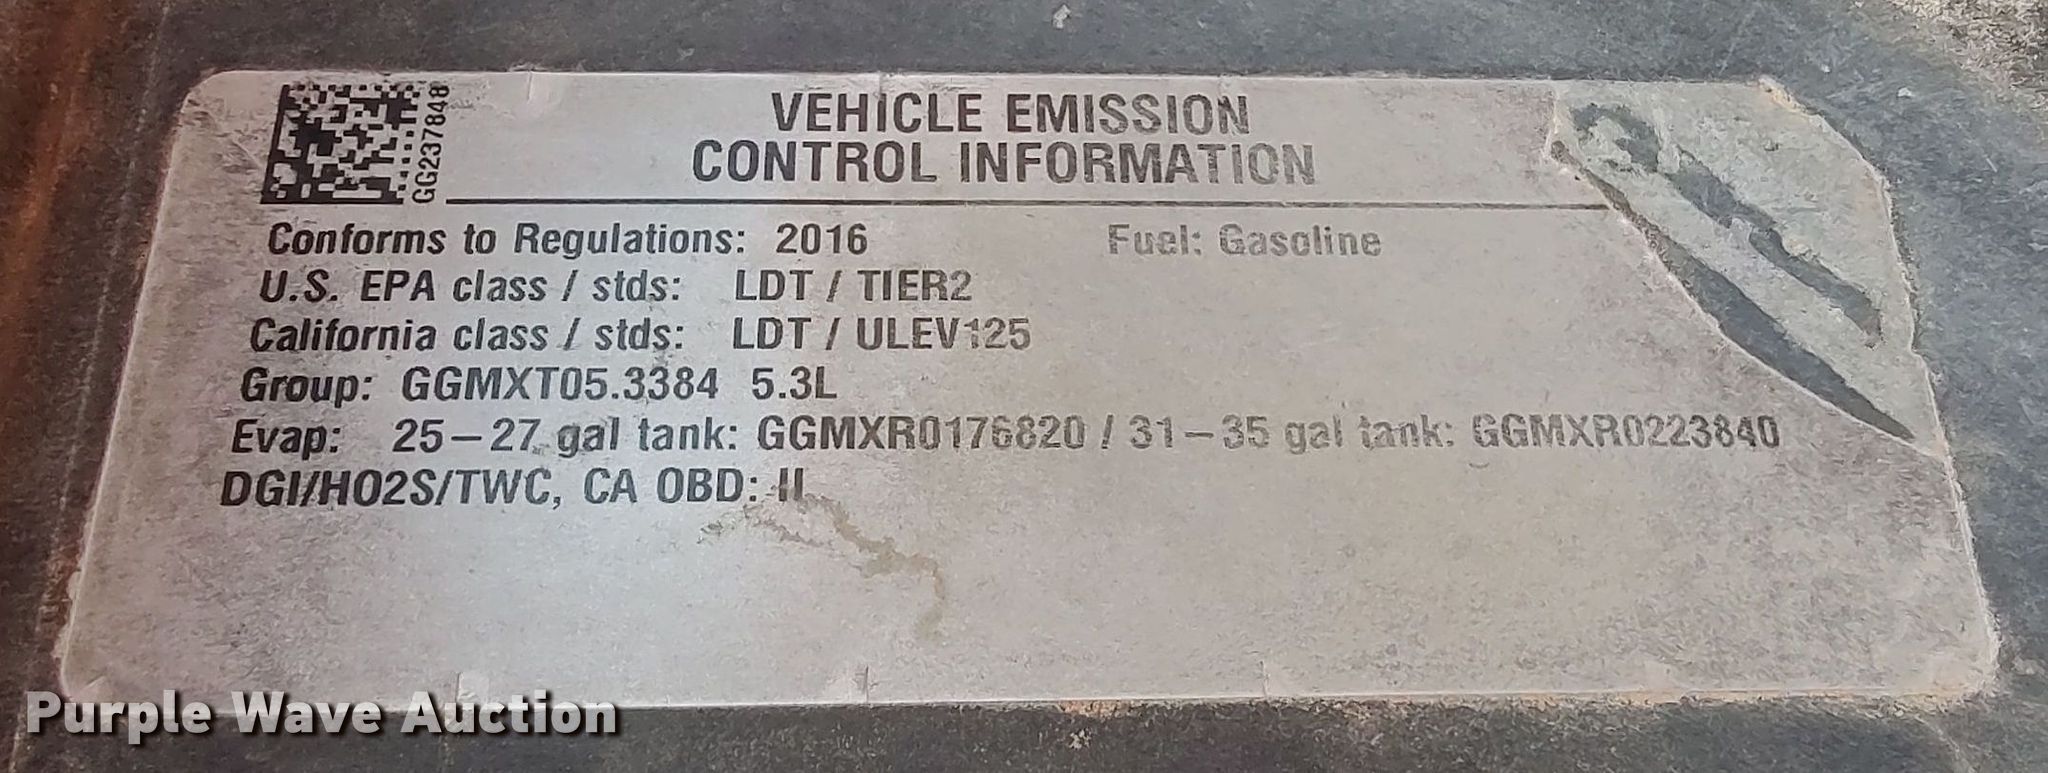 GG237848
VEHICLE EMISSION
CONTROL INFORMATION
Conforms to Regulations: 2016 Fuel: Gasoline
U.S. EPA class / stds: LDT / TIER2
California class / stds: LDT / ULEV125
Group: GGMXT05.3384 5.3L
Evap: 25–27 gal tank: GGMXR0176820 / 31–35 gal tank: GGMXR0223840
DGI/HO2S/TWC, CA OBD: II
Purple Wave Auction